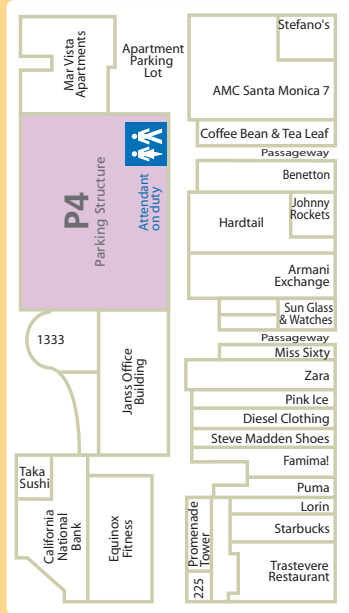 Stefano's
Mar Vista
Apartments
Apartment
Parking
Lot
AMC Santa Monica 7
Coffee Bean & Tea Leaf
Passageway
Benetton
P4
Parking Structure
Attendant
on duty
Johnny
Rockets
Hardtail
Armani
Exchange
Sun Glass
& Watches
Passageway
1333
Janss Office
Building
Miss Sixty
Zara
Pink Ice
Diesel Clothing
Steve Madden Shoes
Famima!
Taka
Sushi
California
National
Bank
Equinox
Fitness
Puma
Promenade
Tower
225
Lorin
Starbucks
Trastevere
Restaurant